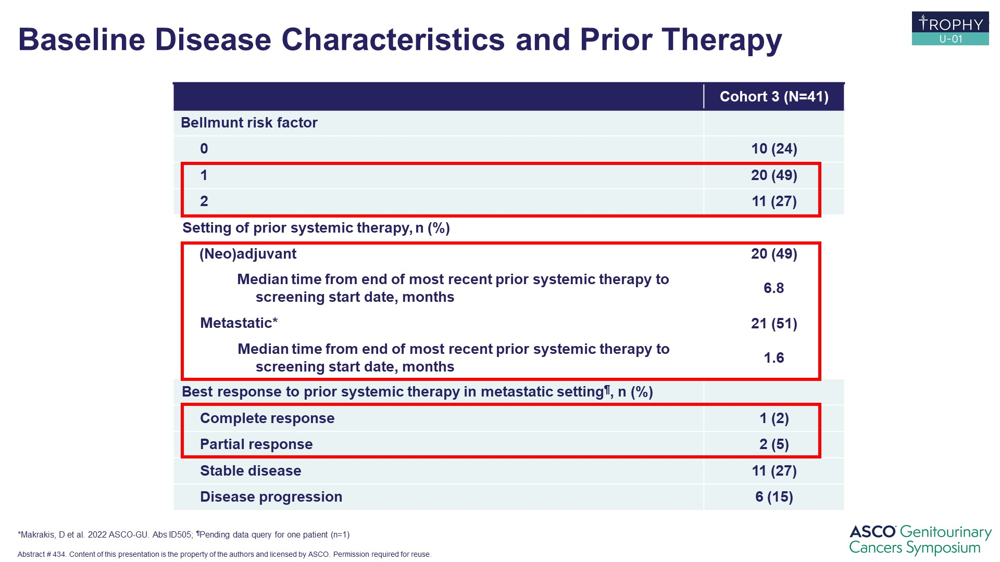 Baseline Disease Characteristics and Prior Therapy
TROPHY
U-01
Cohort 3 (N=41)
Bellmunt risk factor
0 10 (24)
1 20 (49)
2 11 (27)
Setting of prior systemic therapy, n (%)
(Neo)adjuvant 20 (49)
Median time from end of most recent prior systemic therapy to
screening start date, months 6.8
Metastatic* 21 (51)
Median time from end of most recent prior systemic therapy to
screening start date, months 1.6
Best response to prior systemic therapy in metastatic setting¶, n (%)
Complete response 1 (2)
Partial response 2 (5)
Stable disease 11 (27)
Disease progression 6 (15)
*Makrakis, D et al. 2022 ASCO-GU. Abs ID505; ¶Pending data query for one patient (n=1)
Abstract # 434. Content of this presentation is the property of the authors and licensed by ASCO. Permission required for reuse.
ASCO Genitourinary
Cancers Symposium